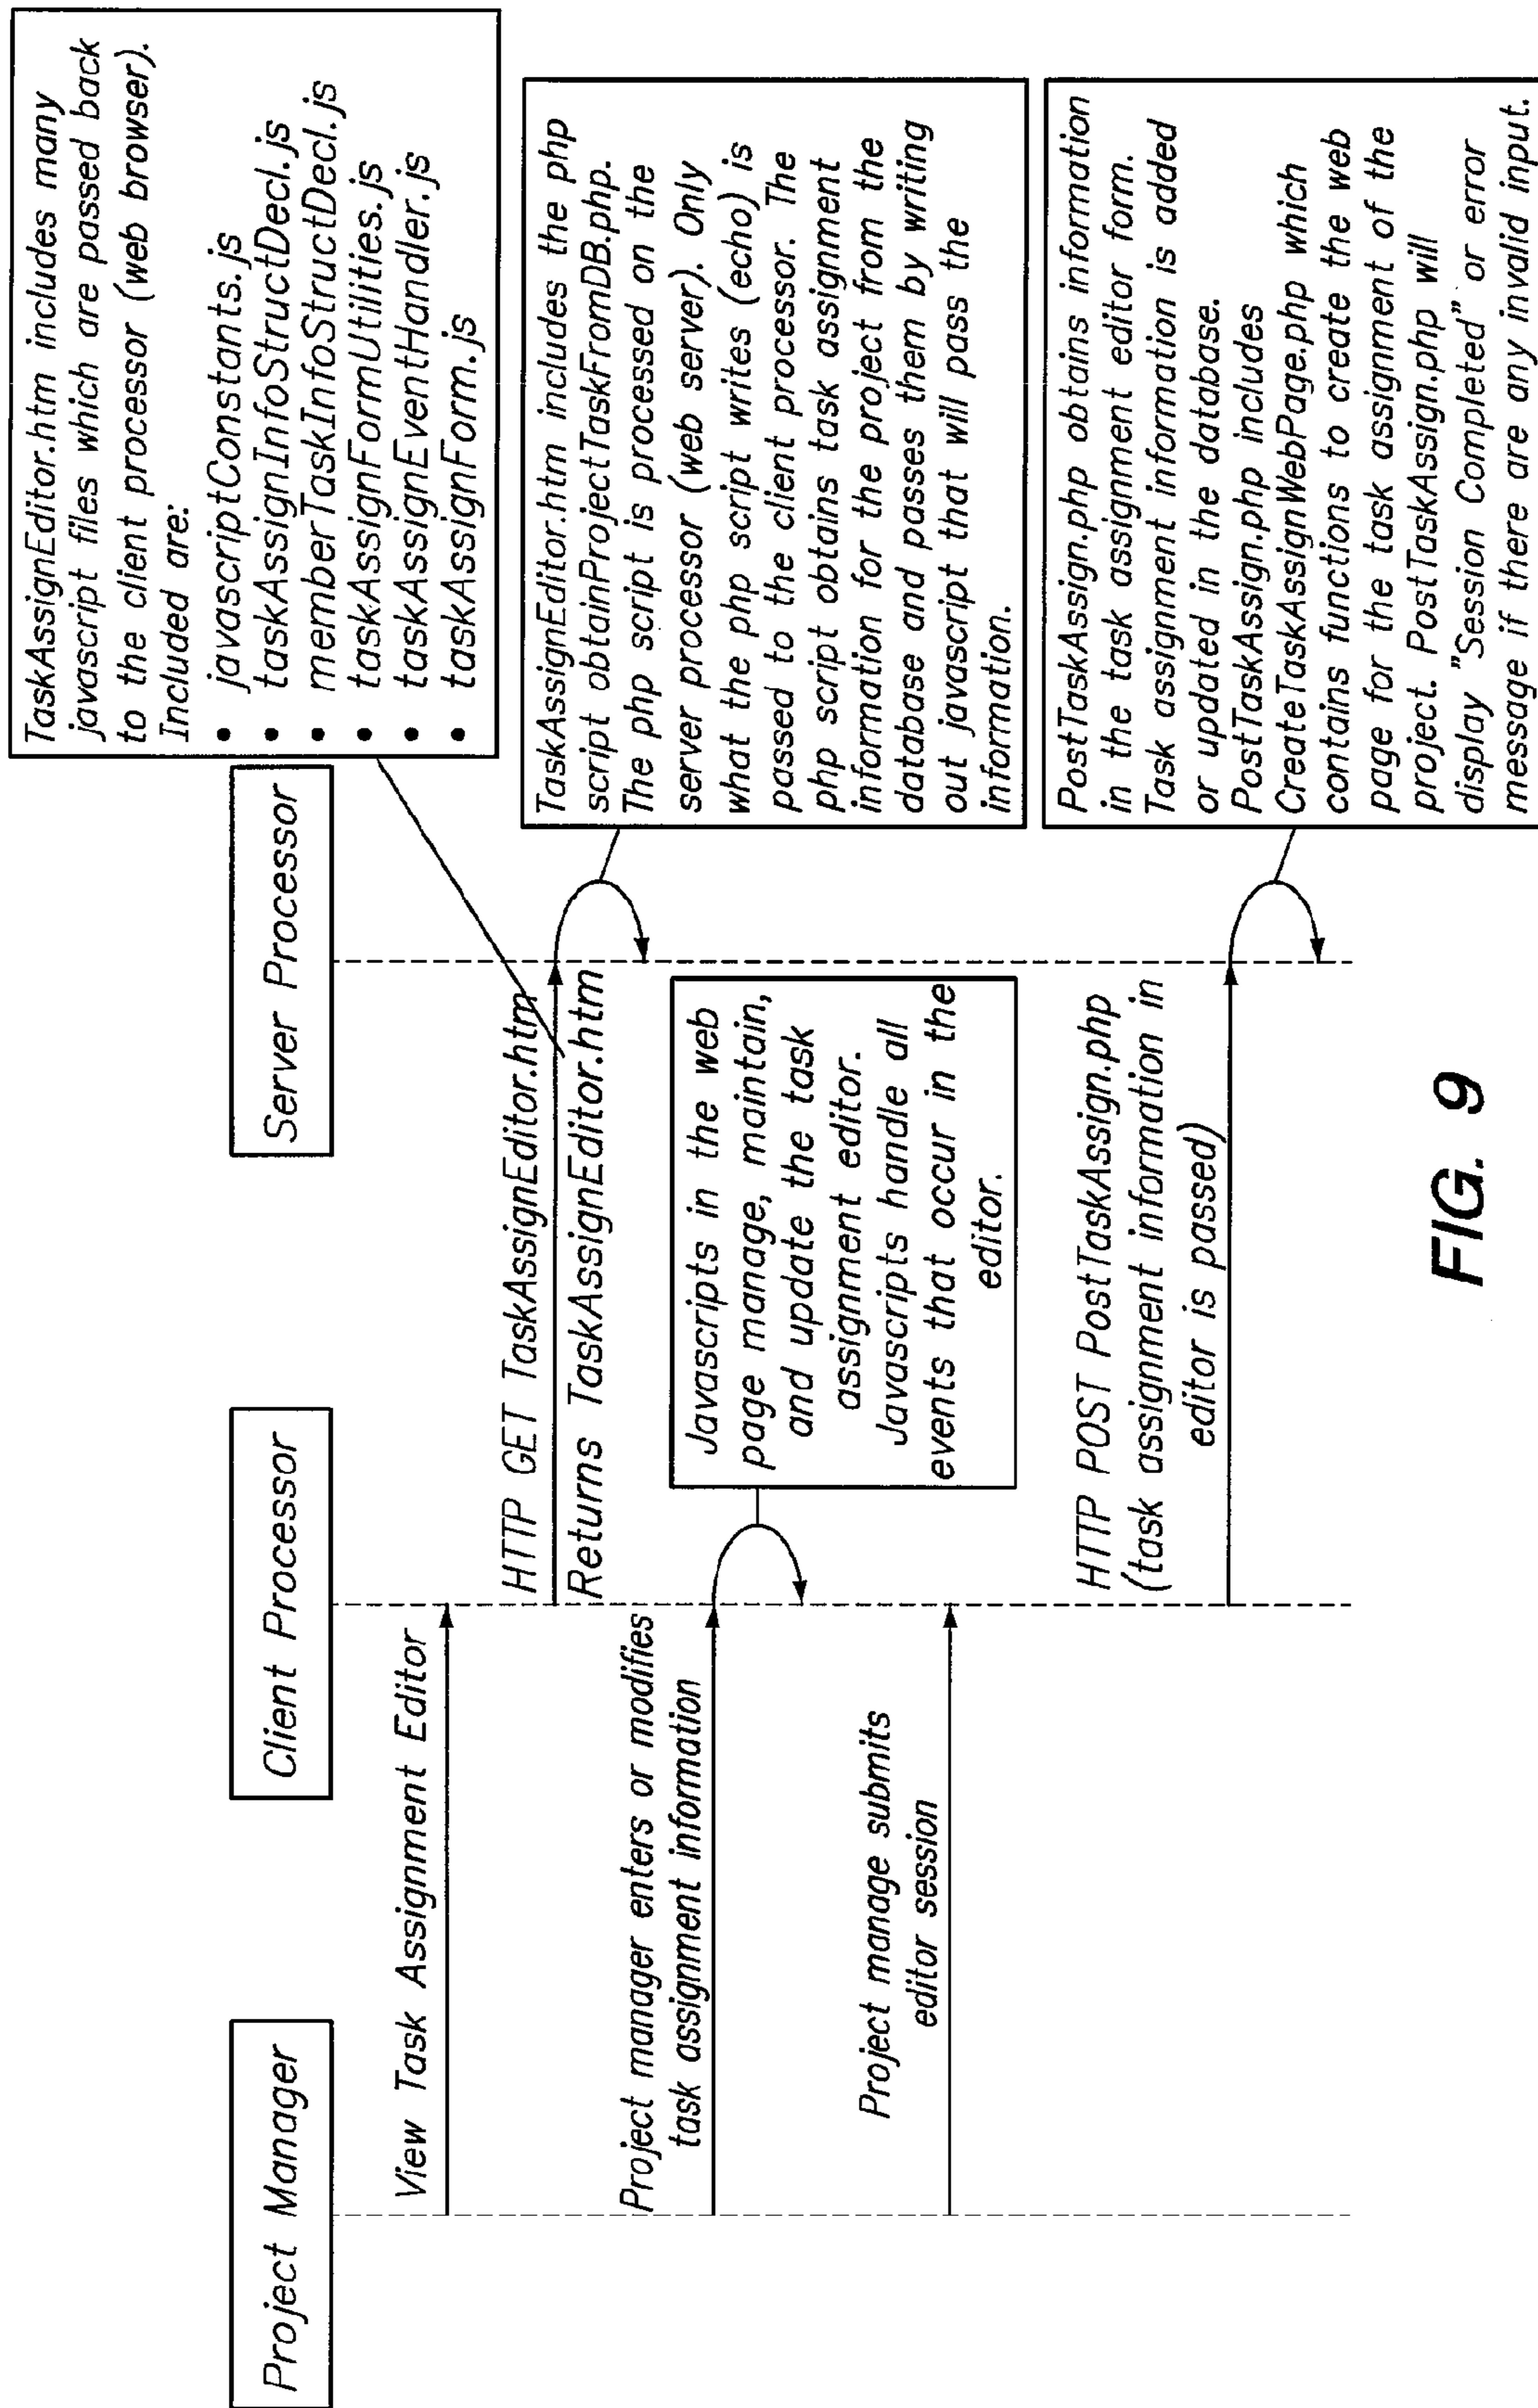 Project Manager
Client Processor
Server Processor
TaskAssignEditor.htm includes many
javascript files which are passed back
to the client processor (web browser).
Included are:
• javascriptConstants.js
• taskAssignInfoStructDecl.js
• memberTaskInfoStructDecl.js
• taskAssignFormUtilities.js
• taskAssignEventHandler.js
• taskAssignForm.js
View Task Assignment Editor
HTTP GET TaskAssignEditor.htm
Returns TaskAssignEditor.htm
TaskAssignEditor.htm includes the php
script obtainProjectTaskFromDB.php.
The php script is processed on the
server processor (web server). Only
what the php script writes (echo) is
passed to the client processor. The
php script obtains task assignment
information for the project from the
database and passes them by writing
out javascript that will pass the
information.
Project manager enters or modifies
task assignment information
Javascripts in the web
page manage, maintain,
and update the task
assignment editor.
Javascripts handle all
events that occur in the
editor.
Project manage submits
editor session
HTTP POST PostTaskAssign.php
(task assignment information in
editor is passed)
PostTaskAssign.php obtains information
in the task assignment editor form.
Task assignment information is added
or updated in the database.
PostTaskAssign.php includes
CreateTaskAssignWebPage.php which
contains functions to create the web
page for the task assignment of the
project. PostTaskAssign.php will
display "Session Completed" or error
message if there are any invalid input.
FIG. 9